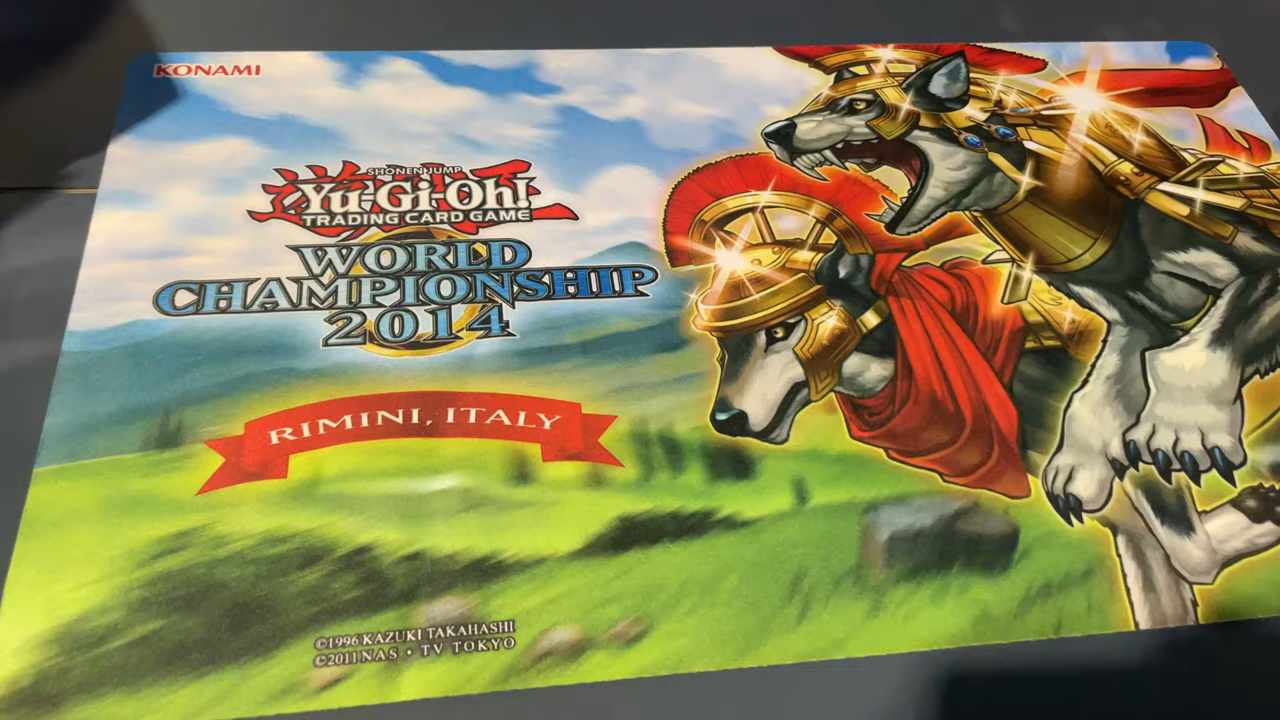 KONAMI
SHONEN JUMP
Yu-Gi-Oh!
TRADING CARD GAME
WORLD
CHAMPIONSHIP
2014
RIMINI, ITALY
©1996 KAZUKI TAKAHASHI
©2011 NAS • TV TOKYO